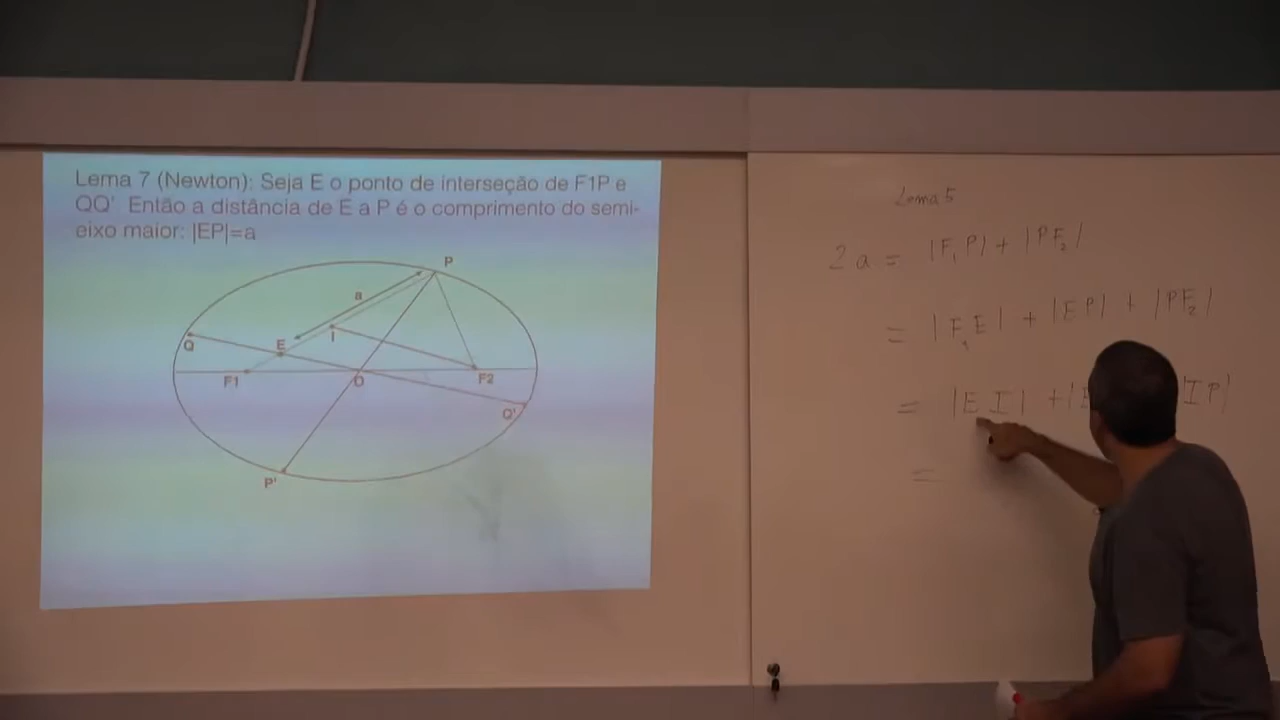 Lema 7 (Newton): Seja E o ponto de interseção de F1P e
QQ' Então a distância de E a P é o comprimento do semi-
eixo maior: |EP|=a
P
a
Q
E
I
F1
O
F2
Q'
P'
Lema 5
2a = |F₁P| + |PF₂|
= |F₁E| + |EP| + |PF₂|
= |EI| + |E |IP|
=